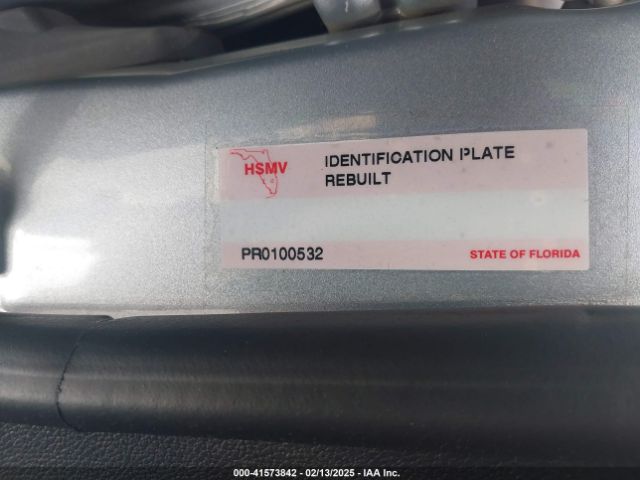 HSMV
IDENTIFICATION PLATE
REBUILT
PR0100532
STATE OF FLORIDA
000-41573842 - 02/13/2025 - IAA Inc.